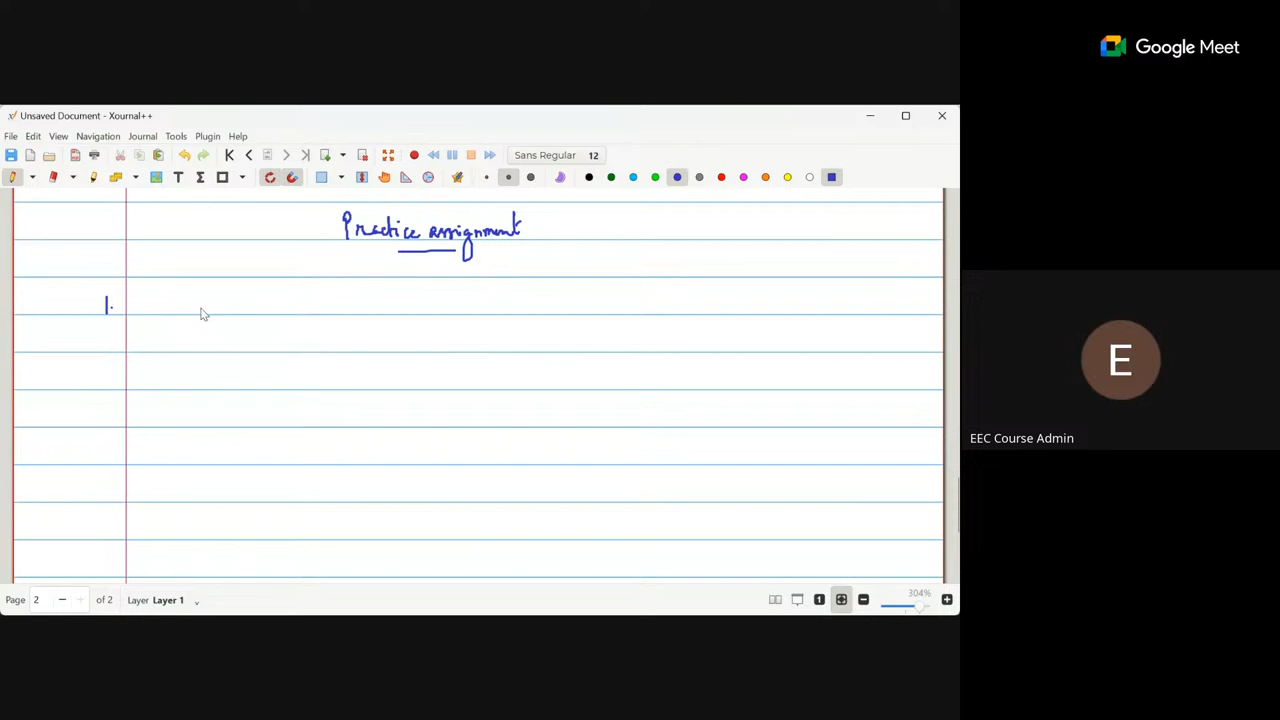 Google Meet
Unsaved Document - Xournal++
File Edit View Navigation Journal Tools Plugin Help
Sans Regular 12
Practice assignment
1.
E
EEC Course Admin
Page 2 of 2 Layer Layer 1
304%